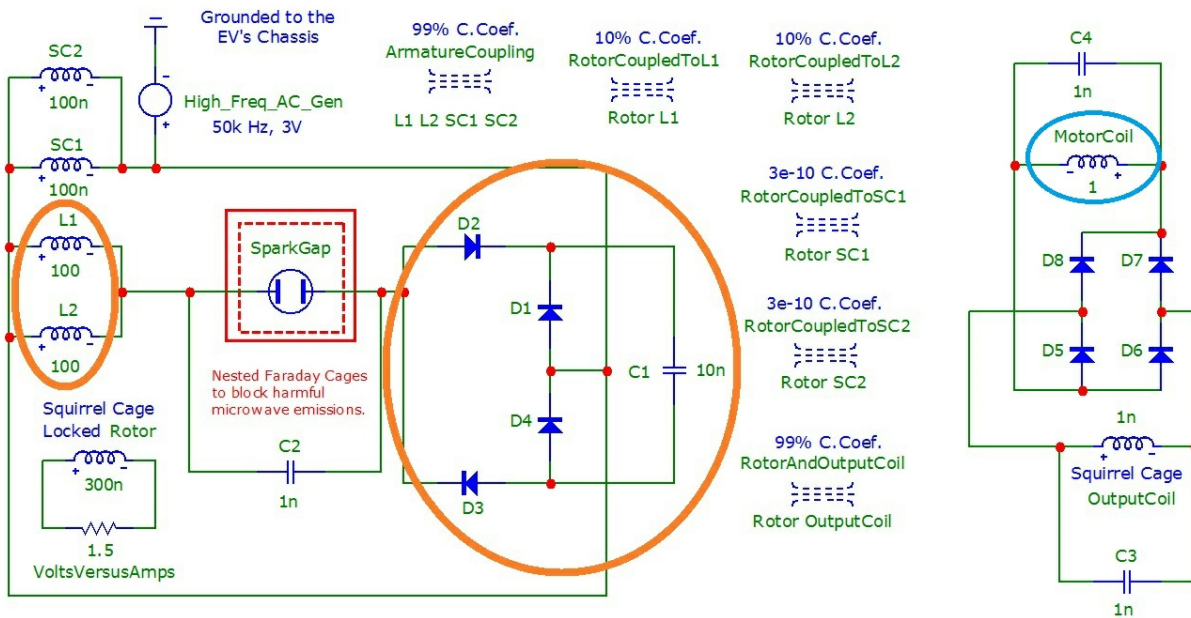 Grounded to the
EV's Chassis
SC2
100n
High_Freq_AC_Gen
50k Hz, 3V
SC1
100n
L1
100
L2
100
SparkGap
Nested Faraday Cages
to block harmful
microwave emissions.
C2
1n
Squirrel Cage
Locked Rotor
300n
1.5
VoltsVersusAmps
D2
D1
D4
D3
C1
10n
99% C.Coef.
ArmatureCoupling
L1 L2 SC1 SC2
10% C.Coef.
RotorCoupledToL1
Rotor L1
10% C.Coef.
RotorCoupledToL2
Rotor L2
3e-10 C.Coef.
RotorCoupledToSC1
Rotor SC1
3e-10 C.Coef.
RotorCoupledToSC2
Rotor SC2
99% C.Coef.
RotorAndOutputCoil
Rotor OutputCoil
C4
1n
MotorCoil
1
D8
D7
D5
D6
1n
Squirrel Cage
OutputCoil
C3
1n